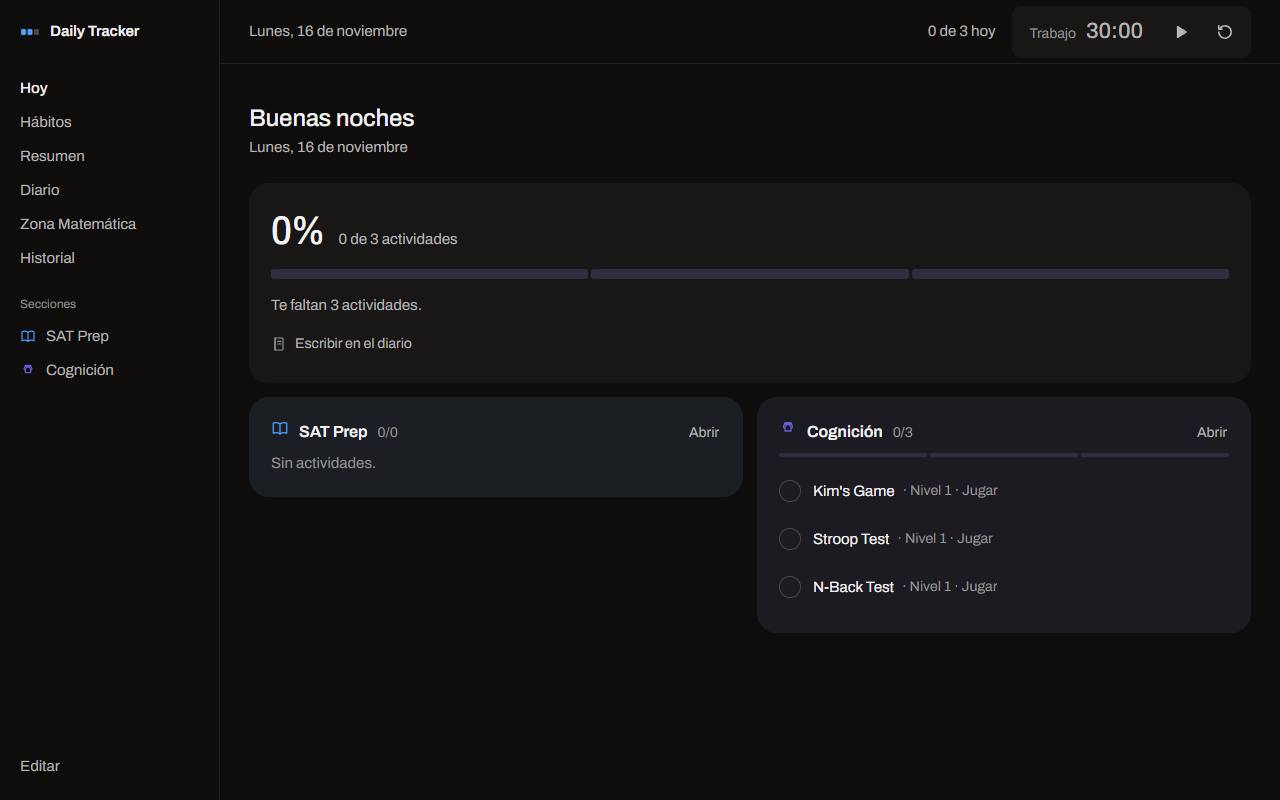 Daily Tracker
Hoy
Hábitos
Resumen
Diario
Zona Matemática
Historial
Secciones
SAT Prep
Cognición
Editar
Lunes, 16 de noviembre
0 de 3 hoy
Trabajo 30:00
Buenas noches
Lunes, 16 de noviembre
0% 0 de 3 actividades
Te faltan 3 actividades.
Escribir en el diario
SAT Prep 0/0 Abrir
Sin actividades.
Cognición 0/3 Abrir
Kim's Game · Nivel 1 · Jugar
Stroop Test · Nivel 1 · Jugar
N-Back Test · Nivel 1 · Jugar